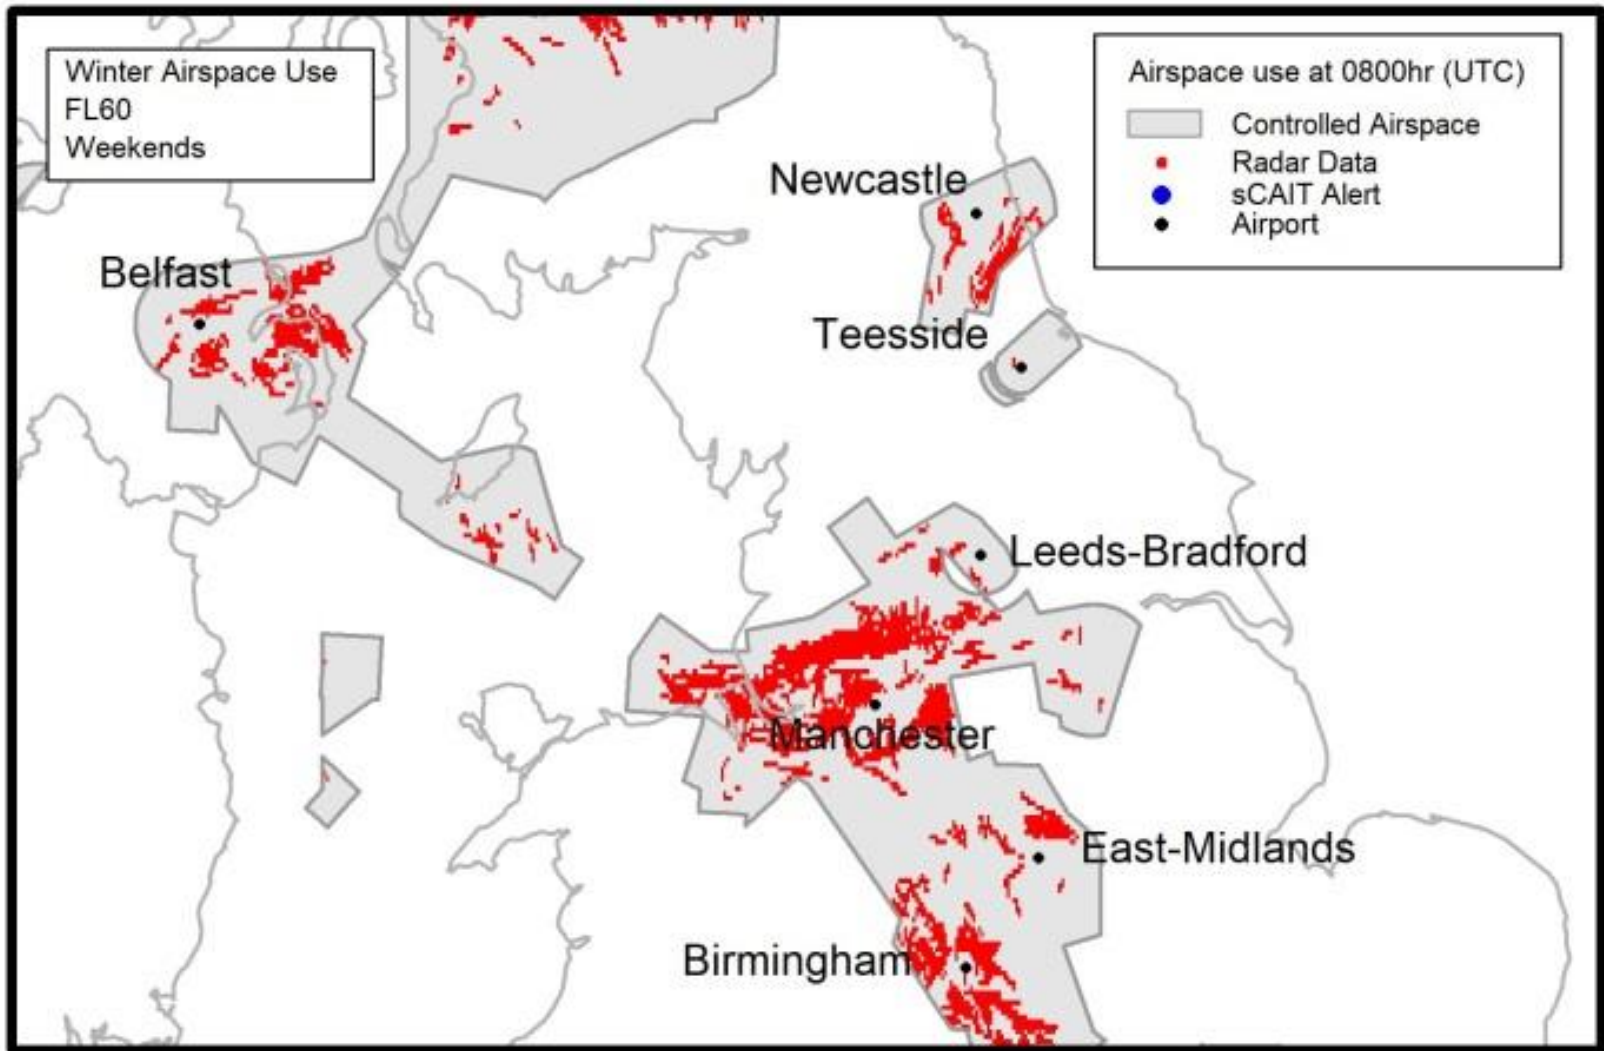 Winter Airspace Use
FL60
Weekends
Airspace use at 0800hr (UTC)
Controlled Airspace
Radar Data
sCAIT Alert
Airport
Newcastle
Belfast
Teesside
Leeds-Bradford
Manchester
East-Midlands
Birmingham